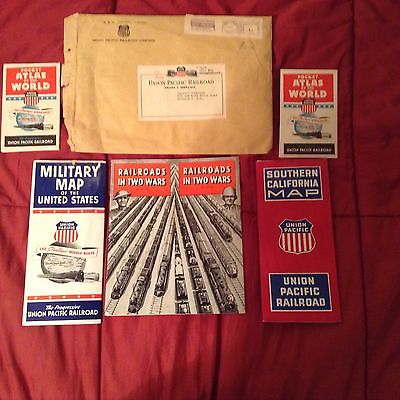 UNION PACIFIC RAILROAD COMPANY
UNION PACIFIC RAILROAD
POCKET
ATLAS
OF THE
WORLD
UNION PACIFIC RAILROAD
POCKET
ATLAS
OF THE
WORLD
UNION PACIFIC RAILROAD
MILITARY
MAP
OF THE
UNITED STATES
UNION
PACIFIC
The Progressive
UNION PACIFIC RAILROAD
RAILROADS
IN TWO WARS
RAILROADS
IN TWO WARS
SOUTHERN
CALIFORNIA
MAP
UNION
PACIFIC
UNION
PACIFIC
RAILROAD